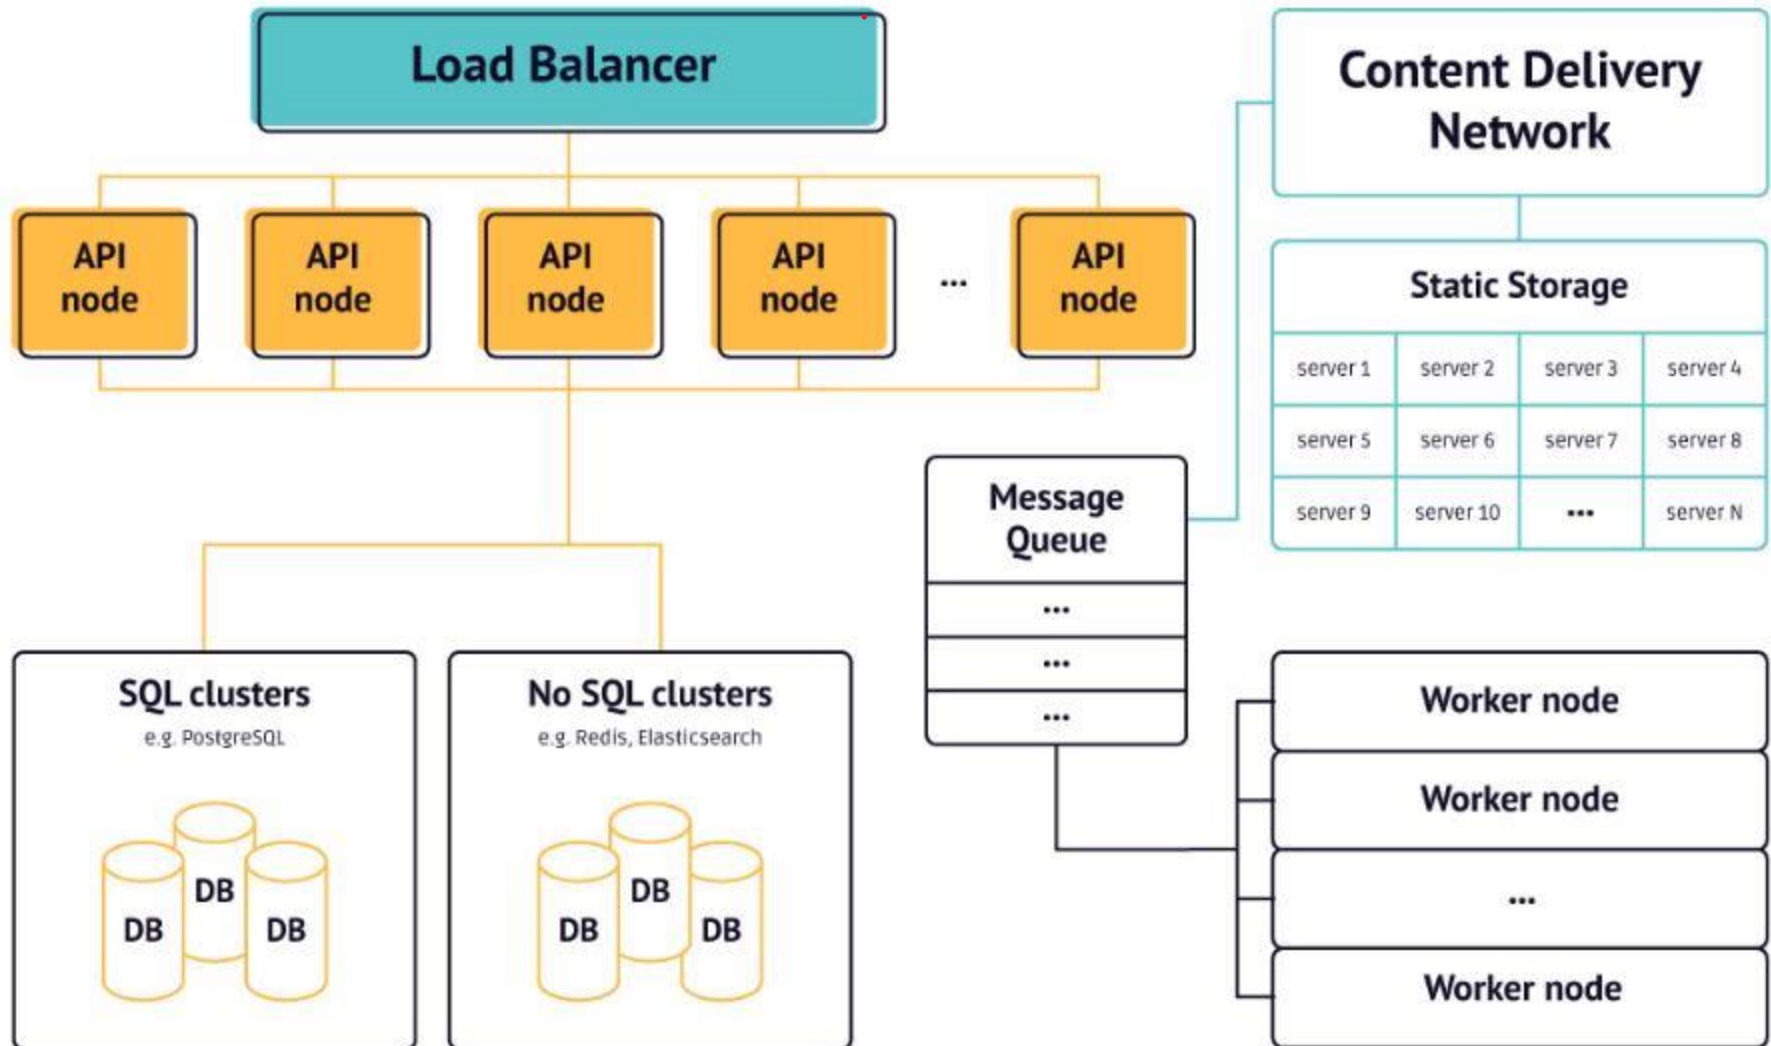 Load Balancer
API
node
API
node
API
node
API
node
...
API
node
Content Delivery
Network
Static Storage
server 1
server 2
server 3
server 4
server 5
server 6
server 7
server 8
server 9
server 10
...
server N
Message
Queue
...
...
...
SQL clusters
e.g. PostgreSQL
DB
DB
DB
No SQL clusters
e.g. Redis, Elasticsearch
DB
DB
DB
Worker node
Worker node
...
Worker node